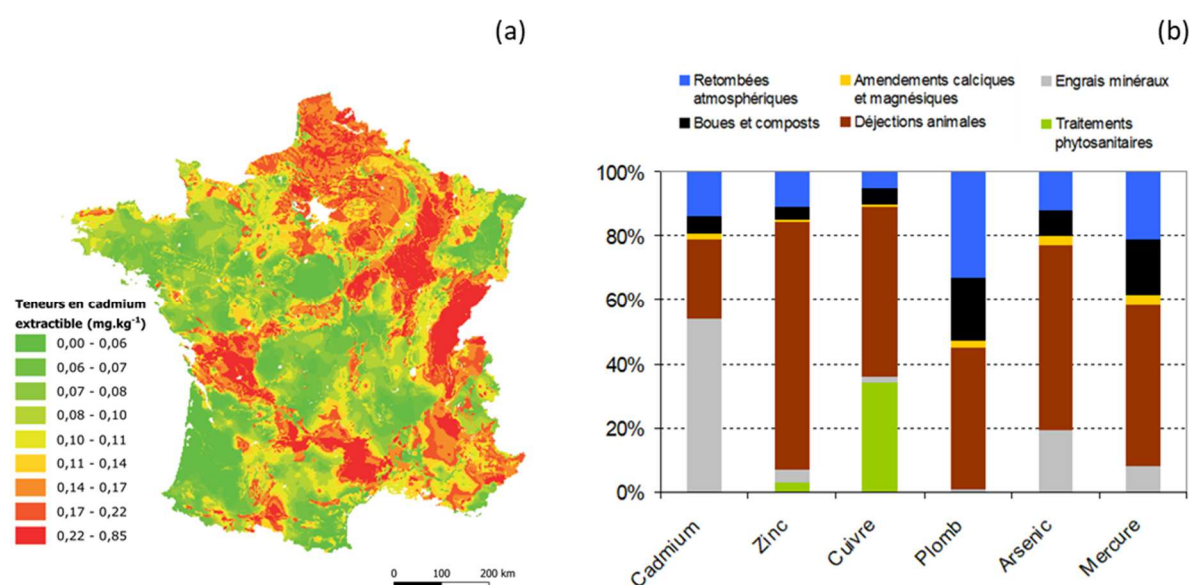 (a)
Teneurs en cadmium
extractible (mg.kg⁻¹)
0,00 - 0,06
0,06 - 0,07
0,07 - 0,08
0,08 - 0,10
0,10 - 0,11
0,11 - 0,14
0,14 - 0,17
0,17 - 0,22
0,22 - 0,85
0 100 200 km
(b)
Retombées
atmosphériques
Amendements calciques
et magnésiques
Engrais minéraux
Boues et composts
Déjections animales
Traitements
phytosanitaires
100%
80%
60%
40%
20%
0%
Cadmium
Zinc
Cuivre
Plomb
Arsenic
Mercure